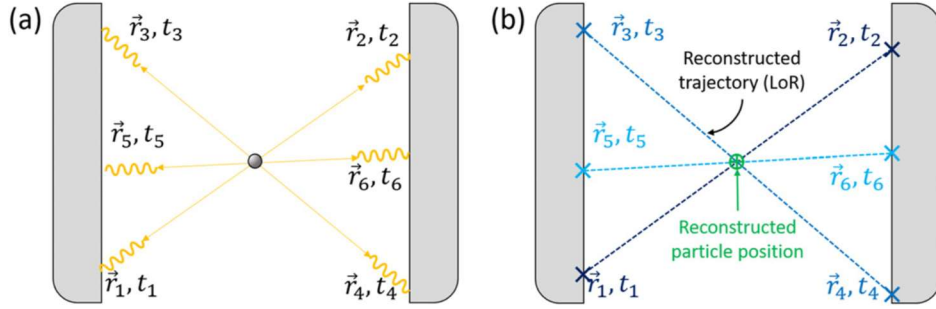 (a)
r⃗₃, t₃
r⃗₂, t₂
r⃗₅, t₅
r⃗₆, t₆
r⃗₁, t₁
r⃗₄, t₄
(b)
r⃗₃, t₃
Reconstructed
trajectory (LoR)
r⃗₂, t₂
r⃗₅, t₅
r⃗₆, t₆
Reconstructed
particle position
r⃗₁, t₁
r⃗₄, t₄